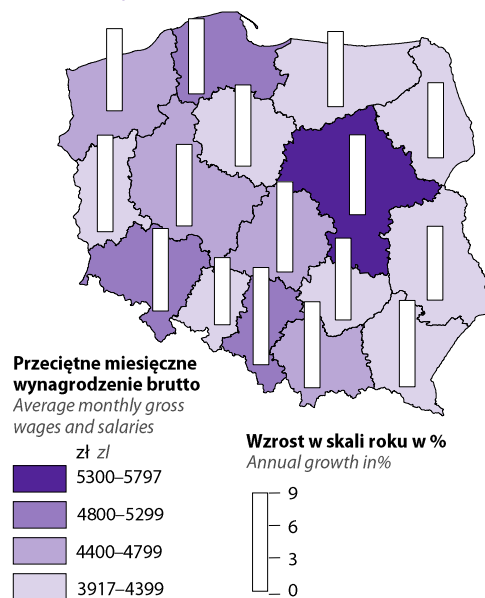 Przeciętne miesięczne
wynagrodzenie brutto
Average monthly gross
wages and salaries
zł zl
5300–5797
4800–5299
4400–4799
3917–4399
Wzrost w skali roku w %
Annual growth in%
9
6
3
0